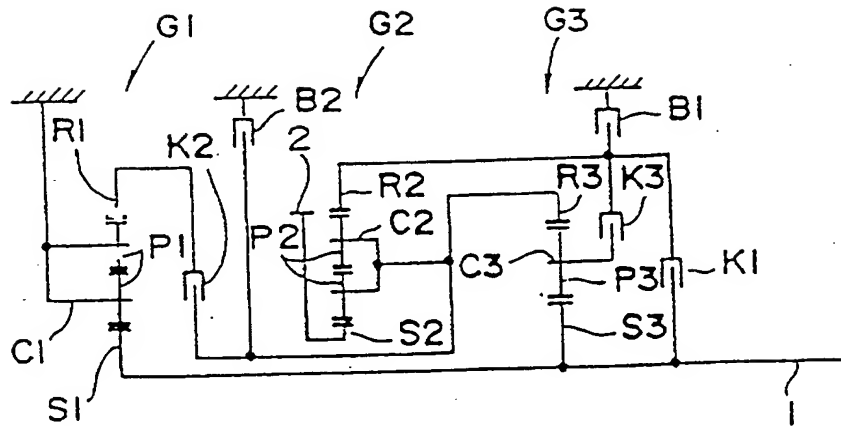 G1 G2 G3
B2 B1
R1 K2 2 R2 R3 K3
C2
P1 P2 C3 P3 K1
C1 S2 S3
S1 1